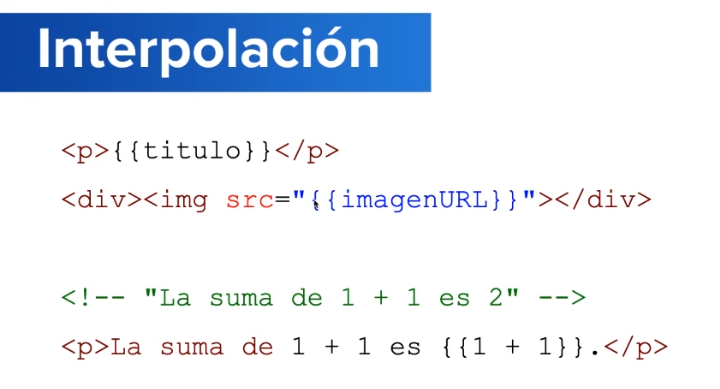 Interpolación
<p>{{titulo}}</p>
<div><img src="{{imagenURL}}"></div>
<!-- "La suma de 1 + 1 es 2" -->
<p>La suma de 1 + 1 es {{1 + 1}}.</p>